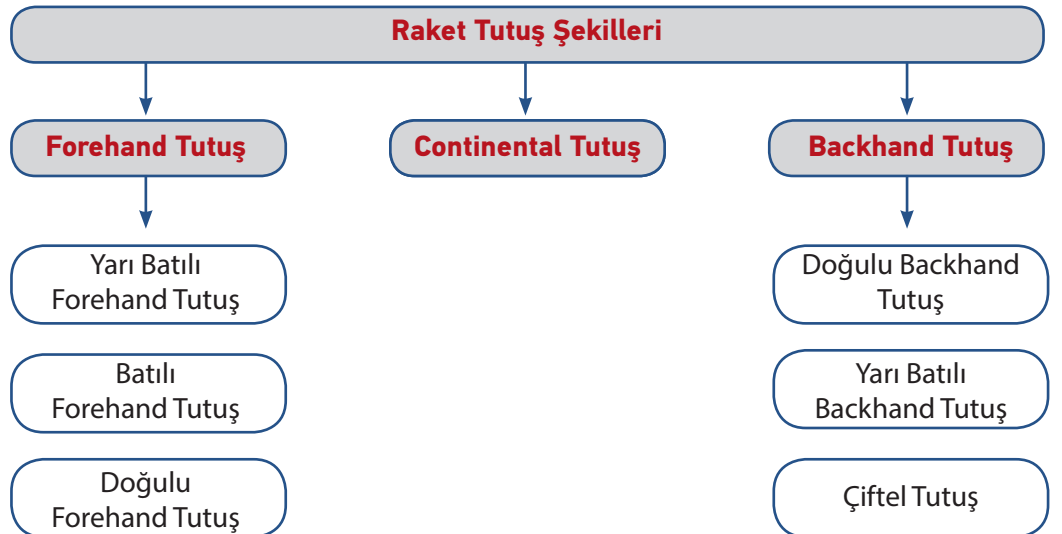 Raket Tutuş Şekilleri
Forehand Tutuş
Continental Tutuş
Backhand Tutuş
Yarı Batılı
Forehand Tutuş
Doğulu Backhand
Tutuş
Batılı
Forehand Tutuş
Yarı Batılı
Backhand Tutuş
Doğulu
Forehand Tutuş
Çiftel Tutuş